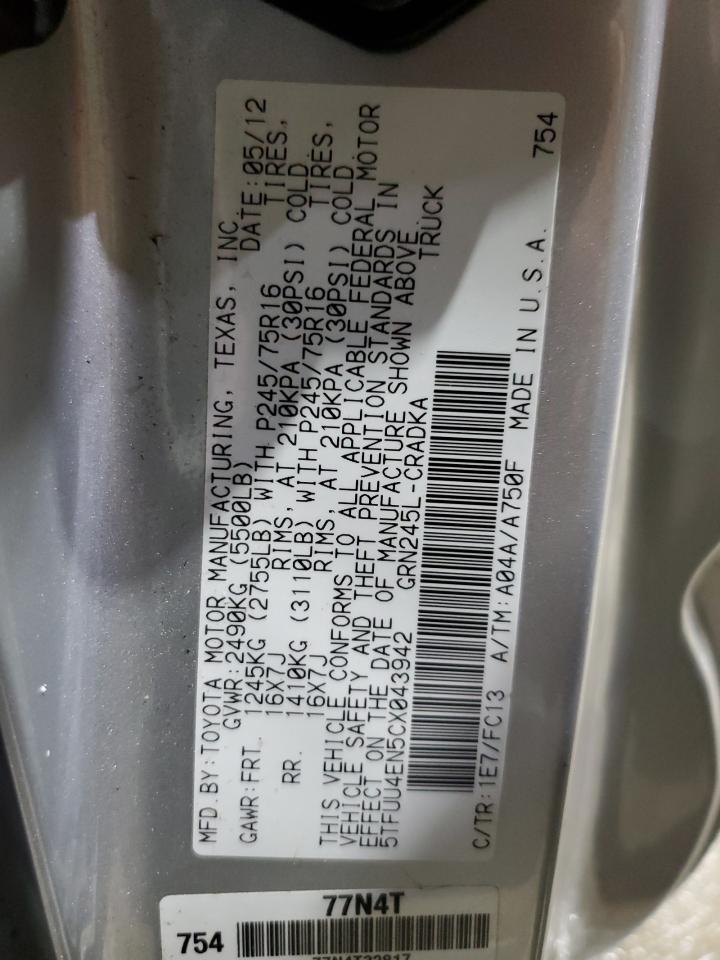 MFD.BY:TOYOTA MOTOR MANUFACTURING, TEXAS, INC.
GVWR:2490KG (5500LB) DATE:05/12
GAWR:FRT. 1245KG (2755LB) WITH P245/75R16 TIRES,
16X7J RIMS, AT 210KPA (30PSI) COLD
RR. 1410KG (3110LB) WITH P245/75R16 TIRES,
16X7J RIMS, AT 210KPA (30PSI) COLD
THIS VEHICLE CONFORMS TO ALL APPLICABLE FEDERAL MOTOR
VEHICLE SAFETY AND THEFT PREVENTION STANDARDS IN
EFFECT ON THE DATE OF MANUFACTURE SHOWN ABOVE.
5TFUU4EN5CX043942 GRN245L-CRADKA TRUCK
C/TR:1E7/FC13 A/TM:A04A/A750F MADE IN U.S.A. 754
77N4T
754
77N4T32817